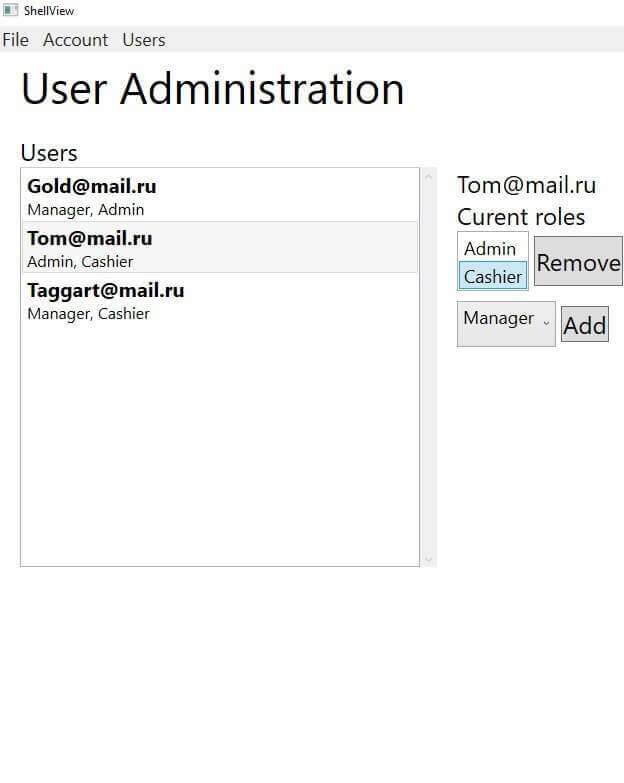 ShellView
File Account Users
User Administration
Users
Gold@mail.ru
Manager, Admin
Tom@mail.ru
Admin, Cashier
Taggart@mail.ru
Manager, Cashier
Tom@mail.ru
Curent roles
Admin
Cashier
Remove
Manager
Add